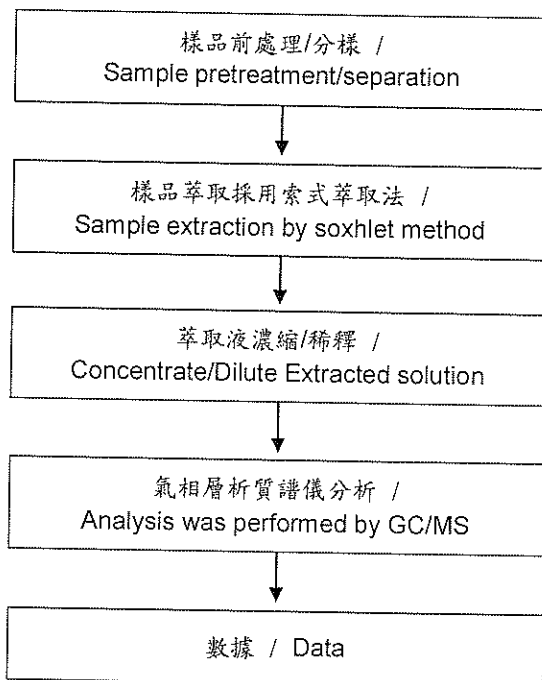 樣品前處理/分樣 /
Sample pretreatment/separation
樣品萃取採用索式萃取法 /
Sample extraction by soxhlet method
萃取液濃縮/稀釋 /
Concentrate/Dilute Extracted solution
氣相層析質譜儀分析 /
Analysis was performed by GC/MS
數據 / Data